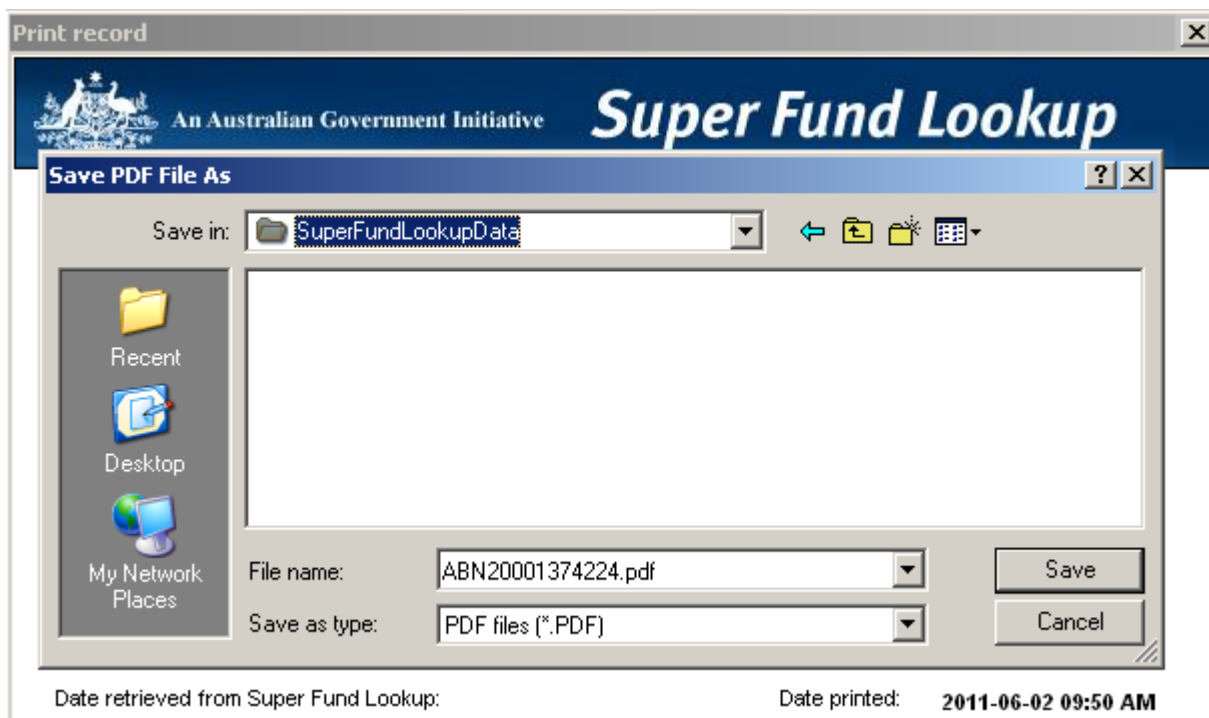 Print record
An Australian Government Initiative Super Fund Lookup
Save PDF File As
Save in: SuperFundLookupData
Recent
Desktop
My Network
Places
File name: ABN20001374224.pdf Save
Save as type: PDF files (*.PDF) Cancel
Date retrieved from Super Fund Lookup: Date printed: 2011-06-02 09:50 AM